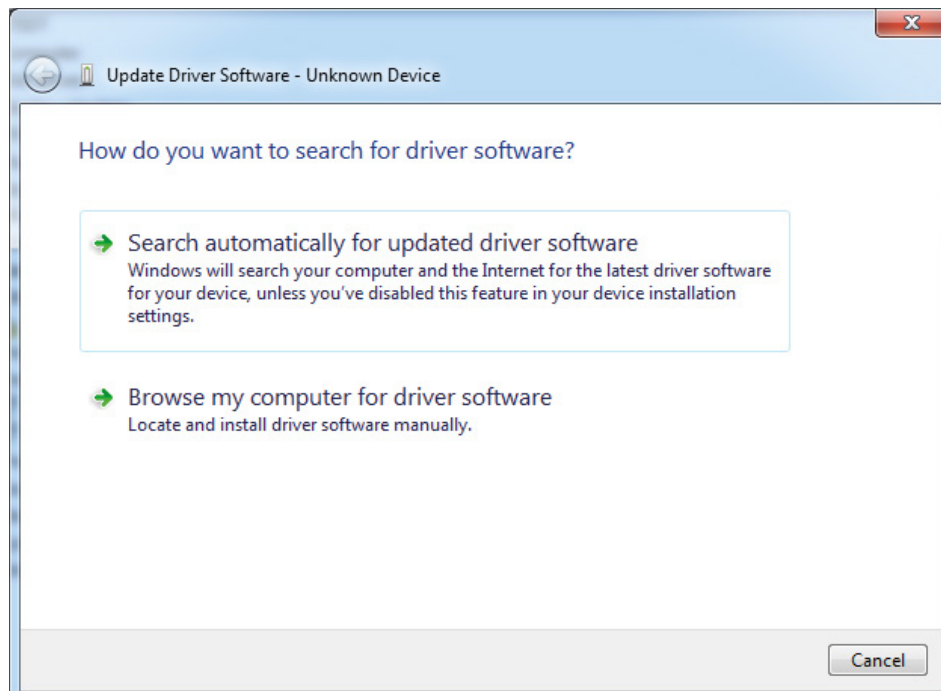 Update Driver Software - Unknown Device
How do you want to search for driver software?
Search automatically for updated driver software
Windows will search your computer and the Internet for the latest driver software
for your device, unless you've disabled this feature in your device installation
settings.
Browse my computer for driver software
Locate and install driver software manually.
Cancel